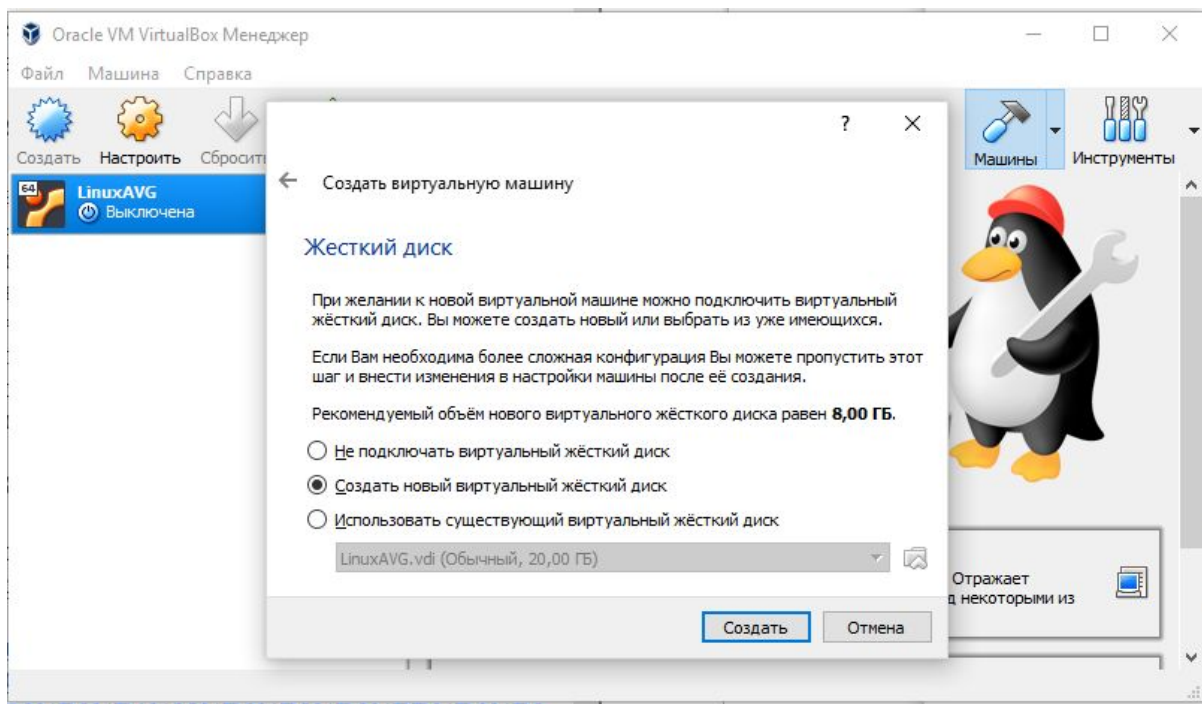 Oracle VM VirtualBox Менеджер
Файл Машина Справка
Создать Настроить Сбросить
Машины Инструменты
64 LinuxAVG
Выключена
?
Создать виртуальную машину
Жесткий диск
При желании к новой виртуальной машине можно подключить виртуальный
жёсткий диск. Вы можете создать новый или выбрать из уже имеющихся.
Если Вам необходима более сложная конфигурация Вы можете пропустить этот
шаг и внести изменения в настройки машины после её создания.
Рекомендуемый объём нового виртуального жёсткого диска равен 8,00 ГБ.
Не подключать виртуальный жёсткий диск
Создать новый виртуальный жёсткий диск
Использовать существующий виртуальный жёсткий диск
LinuxAVG.vdi (Обычный, 20,00 ГБ)
Создать Отмена
Отражает
д некоторыми из